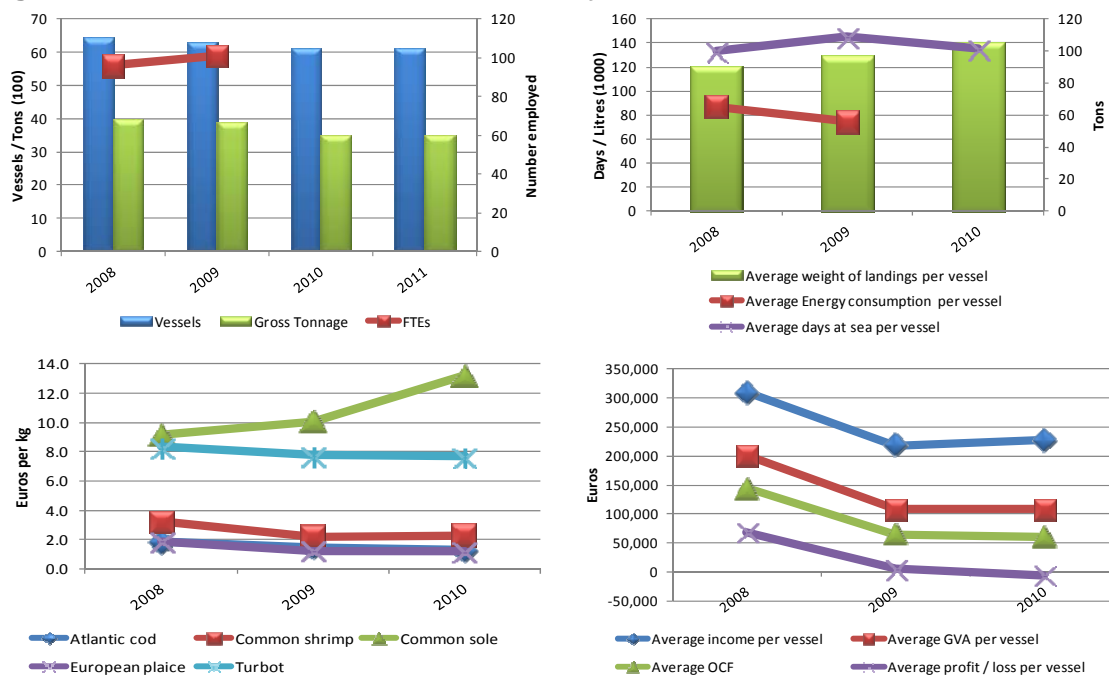 70
60
50
40
30
20
10
0
Vessels / Tons (100)
120
100
80
60
40
20
0
Number employed
2008
2009
2010
2011
Vessels
Gross Tonnage
FTEs
160
140
120
100
80
60
40
20
0
Days / Litres (1000)
120
100
80
60
40
20
0
Tons
2008
2009
2010
Average weight of landings per vessel
Average Energy consumption per vessel
Average days at sea per vessel
14.0
12.0
10.0
8.0
6.0
4.0
2.0
0.0
Euros per kg
2008
2009
2010
Atlantic cod
Common shrimp
Common sole
European plaice
Turbot
350,000
300,000
250,000
200,000
150,000
100,000
50,000
0
-50,000
Euros
2008
2009
2010
Average income per vessel
Average GVA per vessel
Average OCF
Average profit / loss per vessel